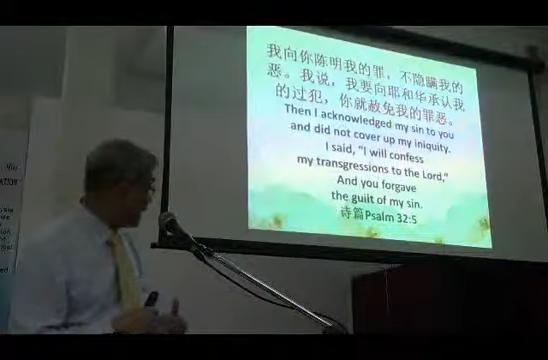 我向你陈明我的罪，不隐瞒我的
恶。我说，我要向耶和华承认我
的过犯，你就赦免我的罪恶。
Then I acknowledged my sin to you
and did not cover up my iniquity.
I said, "I will confess
my transgressions to the Lord,"
And you forgave
the guilt of my sin.
诗篇Psalm 32:5